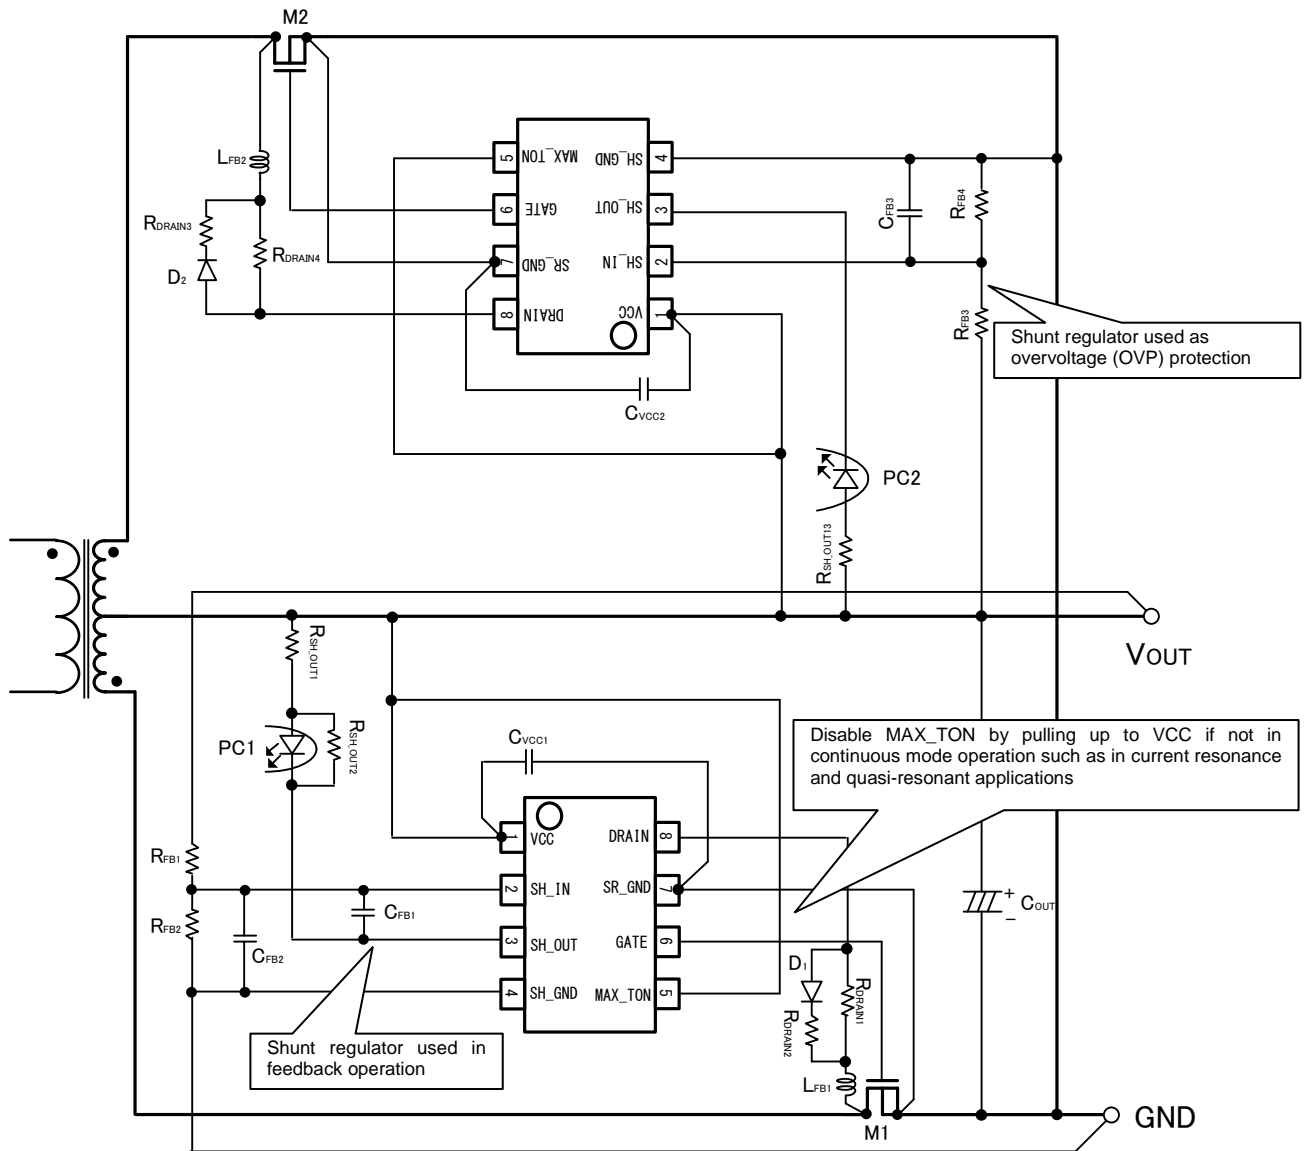 M2
LFB2
RDRAIN3
RDRAIN4
D2
5 MAX_TON
6 GATE
7 SR_GND
8 DRAIN
SH_GND 4
SH_OUT 3
SH_IN 2
VCC 1
CVCC2
CFB3
RFB4
RFB3
Shunt regulator used as
overvoltage (OVP) protection
PC2
RSH_OUT13
VOUT
RSH_OUT1
PC1
RSH_OUT2
CVCC1
Disable MAX_TON by pulling up to VCC if not in
continuous mode operation such as in current resonance
and quasi-resonant applications
RFB1
RFB2
CFB2
CFB1
1 VCC
2 SH_IN
3 SH_OUT
4 SH_GND
DRAIN 8
SR_GND 7
GATE 6
MAX_TON 5
+
COUT
−
D1
RDRAIN1
RDRAIN2
Shunt regulator used in
feedback operation
LFB1
M1
GND